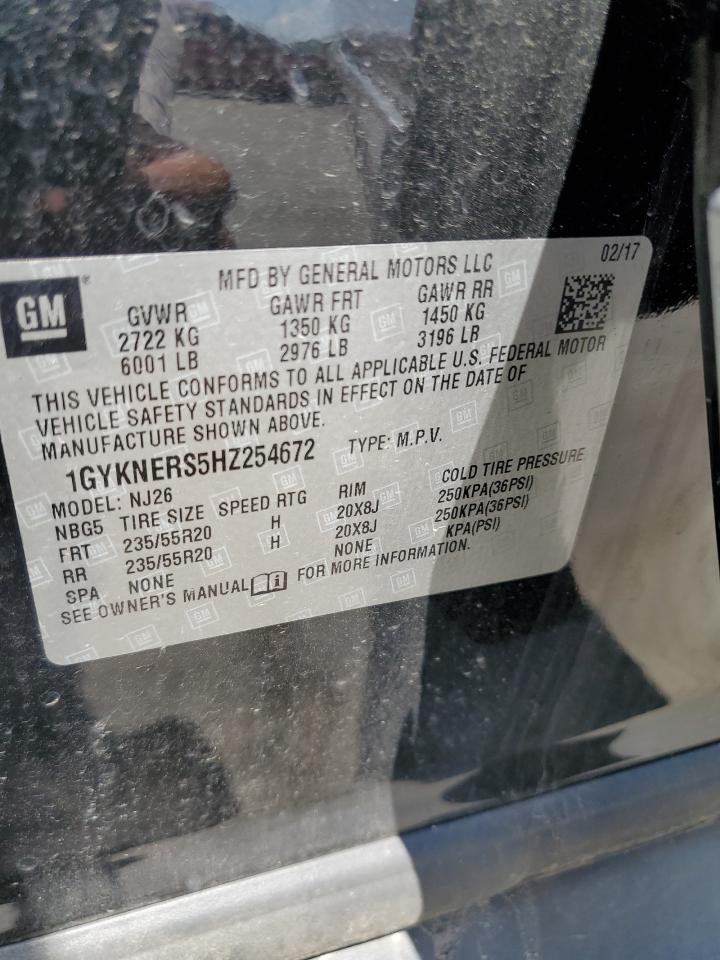 02/17
MFD BY GENERAL MOTORS LLC
GM®
GVWR GAWR FRT GAWR RR
2722 KG 1350 KG 1450 KG
6001 LB 2976 LB 3196 LB
THIS VEHICLE CONFORMS TO ALL APPLICABLE U.S. FEDERAL MOTOR
VEHICLE SAFETY STANDARDS IN EFFECT ON THE DATE OF
MANUFACTURE SHOWN ABOVE.
1GYKNERS5HZ254672 TYPE: M.P.V.
MODEL: NJ26
NBG5 TIRE SIZE SPEED RTG RIM COLD TIRE PRESSURE
FRT 235/55R20 H 20X8J 250KPA(36PSI)
RR 235/55R20 H 20X8J 250KPA(36PSI)
SPA NONE NONE KPA(PSI)
SEE OWNER'S MANUAL i FOR MORE INFORMATION.